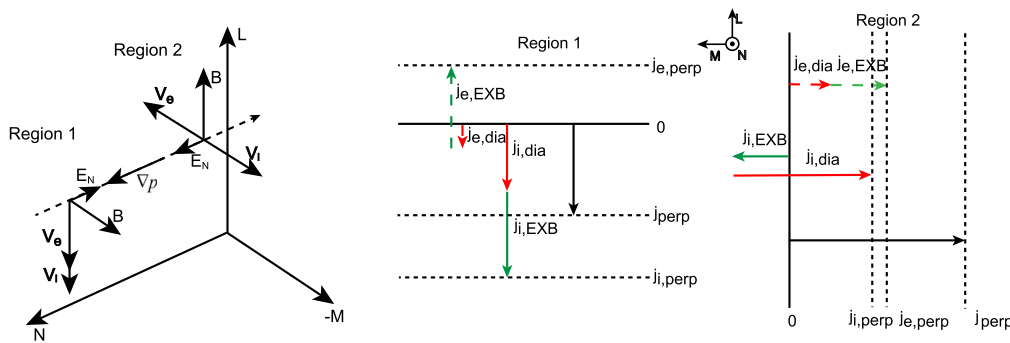 Region 1
Region 2
L
B
Ve
VI
EN
∇p
EN
B
Ve
VI
N
-M
Region 1
je,perp
je,EXB
0
je,dia
ji,dia
jperp
ji,EXB
ji,perp
L
M
N
Region 2
je,dia
je,EXB
ji,EXB
ji,dia
0
ji,perp
je,perp
jperp